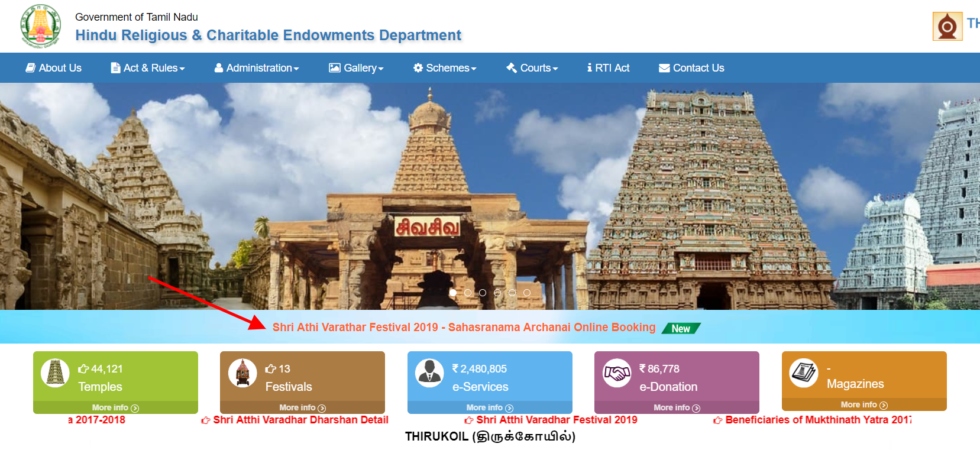 Government of Tamil Nadu
TH
Hindu Religious & Charitable Endowments Department
About Us Act & Rules Administration Gallery Schemes Courts RTI Act Contact Us
சிவசிவ
Shri Athi Varathar Festival 2019 - Sahasranama Archanai Online Booking New
44,121 13 ₹ 2,480,805 ₹ 86,778 -
Temples Festivals e-Services e-Donation Magazines
More info More info More info More info More info
a 2017-2018 Shri Atthi Varadhar Dharshan Detail Shri Atthi Varadhar Festival 2019 Beneficiaries of Mukthinath Yatra 2017
THIRUKOIL (திருக்கோயில்)